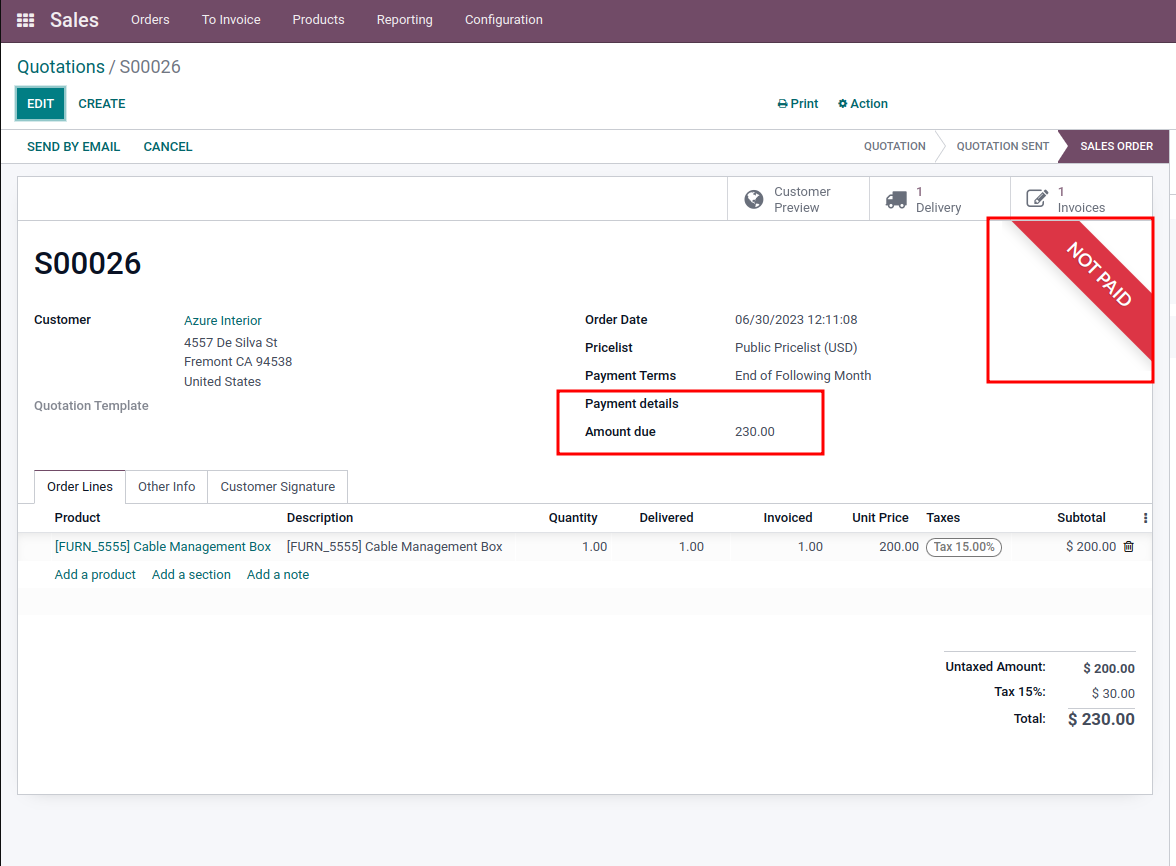 Sales Orders To Invoice Products Reporting Configuration
Quotations / S00026
EDIT CREATE Print Action
SEND BY EMAIL CANCEL QUOTATION QUOTATION SENT SALES ORDER
Customer Preview 1 Delivery 1 Invoices
NOT PAID
S00026
Customer Azure Interior
4557 De Silva St
Fremont CA 94538
United States
Quotation Template
Order Date 06/30/2023 12:11:08
Pricelist Public Pricelist (USD)
Payment Terms End of Following Month
Payment details
Amount due 230.00
Order Lines Other Info Customer Signature
Product Description Quantity Delivered Invoiced Unit Price Taxes Subtotal
[FURN_5555] Cable Management Box [FURN_5555] Cable Management Box 1.00 1.00 1.00 200.00 Tax 15.00% $ 200.00
Add a product Add a section Add a note
Untaxed Amount: $ 200.00
Tax 15%: $ 30.00
Total: $ 230.00